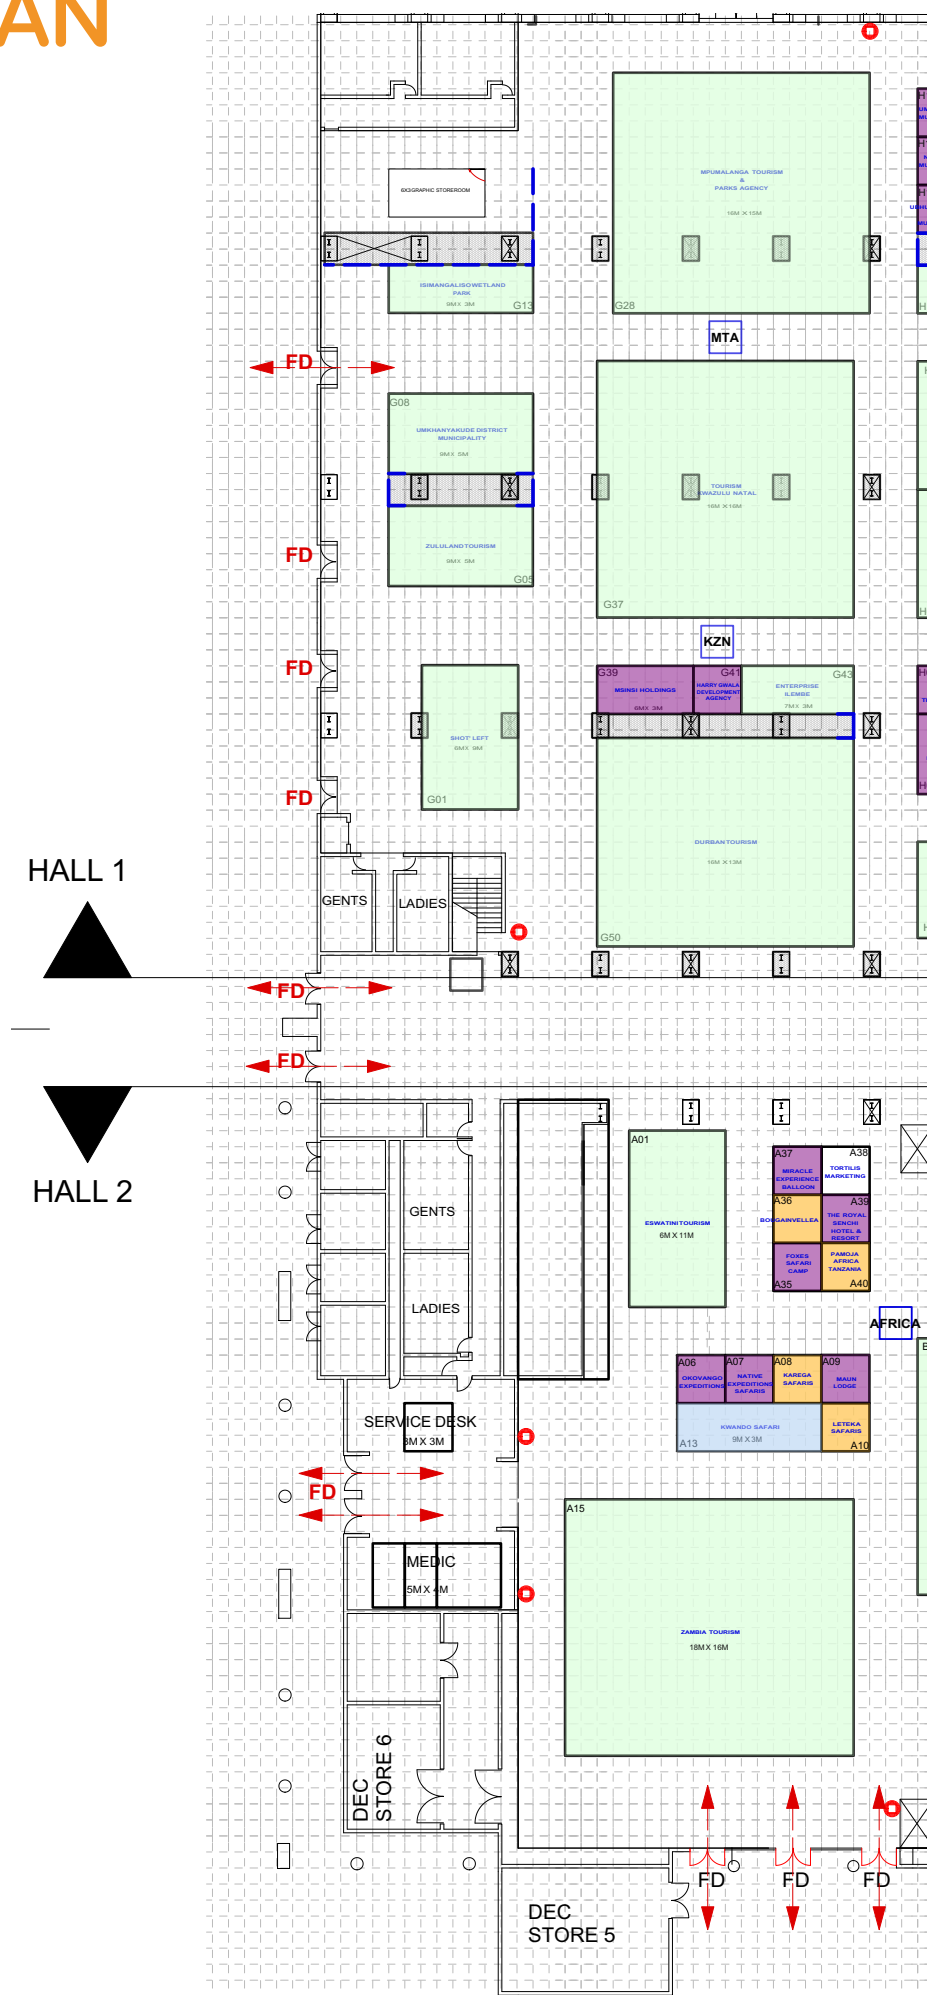 AN
MPUMALANGA TOURISM
&
PARKS AGENCY
16M X 15M
G28
6X3 GRAPHIC STOREROOM
ISIMANGALISO WETLAND
PARK
9M X 3M
G13
MTA
FD
G08
UMKHANYAKUDE DISTRICT
MUNICIPALITY
9M X 5M
TOURISM
KWAZULU NATAL
16M X 16M
G37
ZULULAND TOURISM
9M X 5M
G05
FD
KZN
FD
G39
MSINSI HOLDINGS
6M X 3M
G41
HARRY GWALA
DEVELOPMENT
AGENCY
G43
ENTERPRISE
ILEMBE
7M X 3M
SHOT' LEFT
6M X 9M
G01
FD
DURBAN TOURISM
16M X 13M
G50
HALL 1
GENTS
LADIES
FD
FD
HALL 2
GENTS
LADIES
A01
ESWATINI TOURISM
6M X 11M
A37
MIRACLE
EXPERIENCE
BALLOON
A38
TORTILIS
MARKETING
A36
BOUGAINVELLEA
A39
THE ROYAL
SENCHI
HOTEL &
RESORT
FOXES
SAFARI
CAMP
A35
PAMOJA
AFRICA
TANZANIA
A40
AFRICA
A06
OKOVANGO
EXPEDITIONS
A07
NATIVE
EXPEDITIONS
SAFARIS
A08
KAREGA
SAFARIS
A09
MAUN
LODGE
KWANDO SAFARI
9M X 3M
A13
LETEKA
SAFARIS
A10
SERVICE DESK
3M X 3M
FD
MEDIC
5M X 4M
A15
ZAMBIA TOURISM
18M X 16M
DEC
STORE 6
FD
FD
FD
DEC
STORE 5